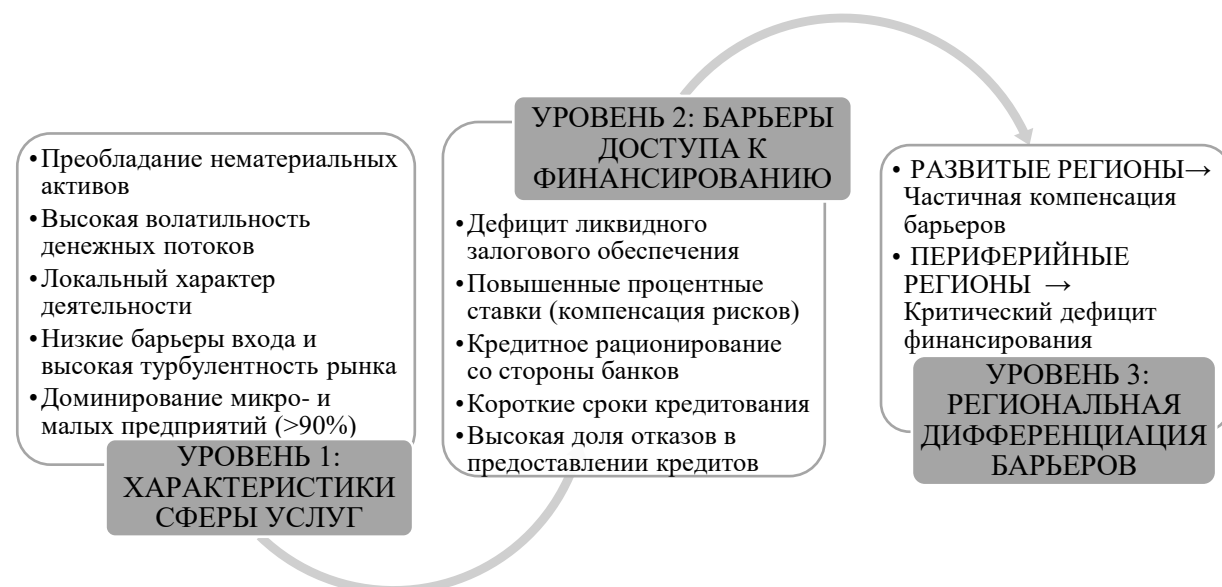 •Преобладание нематериальных
активов
•Высокая волатильность
денежных потоков
•Локальный характер
деятельности
•Низкие барьеры входа и
высокая турбулентность рынка
•Доминирование микро- и
малых предприятий (>90%)
УРОВЕНЬ 1:
ХАРАКТЕРИСТИКИ
СФЕРЫ УСЛУГ
УРОВЕНЬ 2: БАРЬЕРЫ
ДОСТУПА К
ФИНАНСИРОВАНИЮ
•Дефицит ликвидного
залогового обеспечения
•Повышенные процентные
ставки (компенсация рисков)
•Кредитное рационирование
со стороны банков
•Короткие сроки кредитования
•Высокая доля отказов в
предоставлении кредитов
• РАЗВИТЫЕ РЕГИОНЫ→
Частичная компенсация
барьеров
• ПЕРИФЕРИЙНЫЕ
РЕГИОНЫ →
Критический дефицит
финансирования
УРОВЕНЬ 3:
РЕГИОНАЛЬНАЯ
ДИФФЕРЕНЦИАЦИЯ
БАРЬЕРОВ